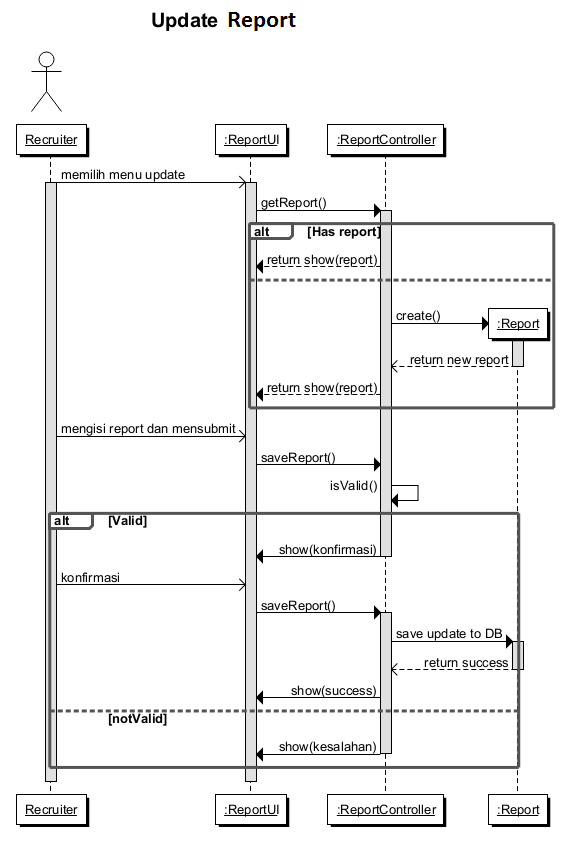 Update Report
Recruiter
:ReportUI
:ReportController
memilih menu update
getReport()
alt
[Has report]
return show(report)
create()
:Report
return new report
return show(report)
mengisi report dan mensubmit
saveReport()
isValid()
alt
[Valid]
show(konfirmasi)
konfirmasi
saveReport()
save update to DB
return success
show(success)
[notValid]
show(kesalahan)
Recruiter
:ReportUI
:ReportController
:Report